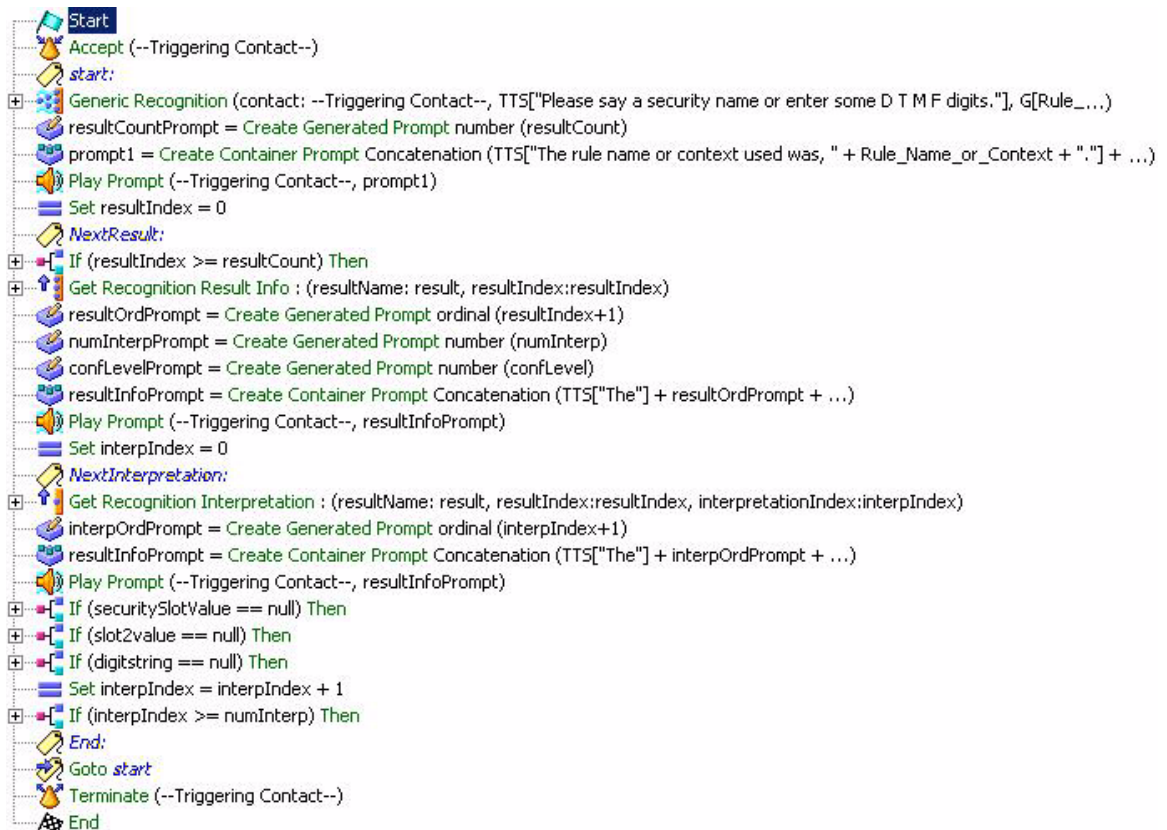 Start
Accept (--Triggering Contact--)
start:
Generic Recognition (contact: --Triggering Contact--, TTS["Please say a security name or enter some D T M F digits."], G[Rule_...)
resultCountPrompt = Create Generated Prompt number (resultCount)
prompt1 = Create Container Prompt Concatenation (TTS["The rule name or context used was, " + Rule_Name_or_Context + "."] + ...)
Play Prompt (--Triggering Contact--, prompt1)
Set resultIndex = 0
NextResult:
If (resultIndex >= resultCount) Then
Get Recognition Result Info : (resultName: result, resultIndex:resultIndex)
resultOrdPrompt = Create Generated Prompt ordinal (resultIndex+1)
numInterpPrompt = Create Generated Prompt number (numInterp)
confLevelPrompt = Create Generated Prompt number (confLevel)
resultInfoPrompt = Create Container Prompt Concatenation (TTS["The"] + resultOrdPrompt + ...)
Play Prompt (--Triggering Contact--, resultInfoPrompt)
Set interpIndex = 0
NextInterpretation:
Get Recognition Interpretation : (resultName: result, resultIndex:resultIndex, interpretationIndex:interpIndex)
interpOrdPrompt = Create Generated Prompt ordinal (interpIndex+1)
resultInfoPrompt = Create Container Prompt Concatenation (TTS["The"] + interpOrdPrompt + ...)
Play Prompt (--Triggering Contact--, resultInfoPrompt)
If (securitySlotValue == null) Then
If (slot2value == null) Then
If (digitstring == null) Then
Set interpIndex = interpIndex + 1
If (interpIndex >= numInterp) Then
End:
Goto start
Terminate (--Triggering Contact--)
End